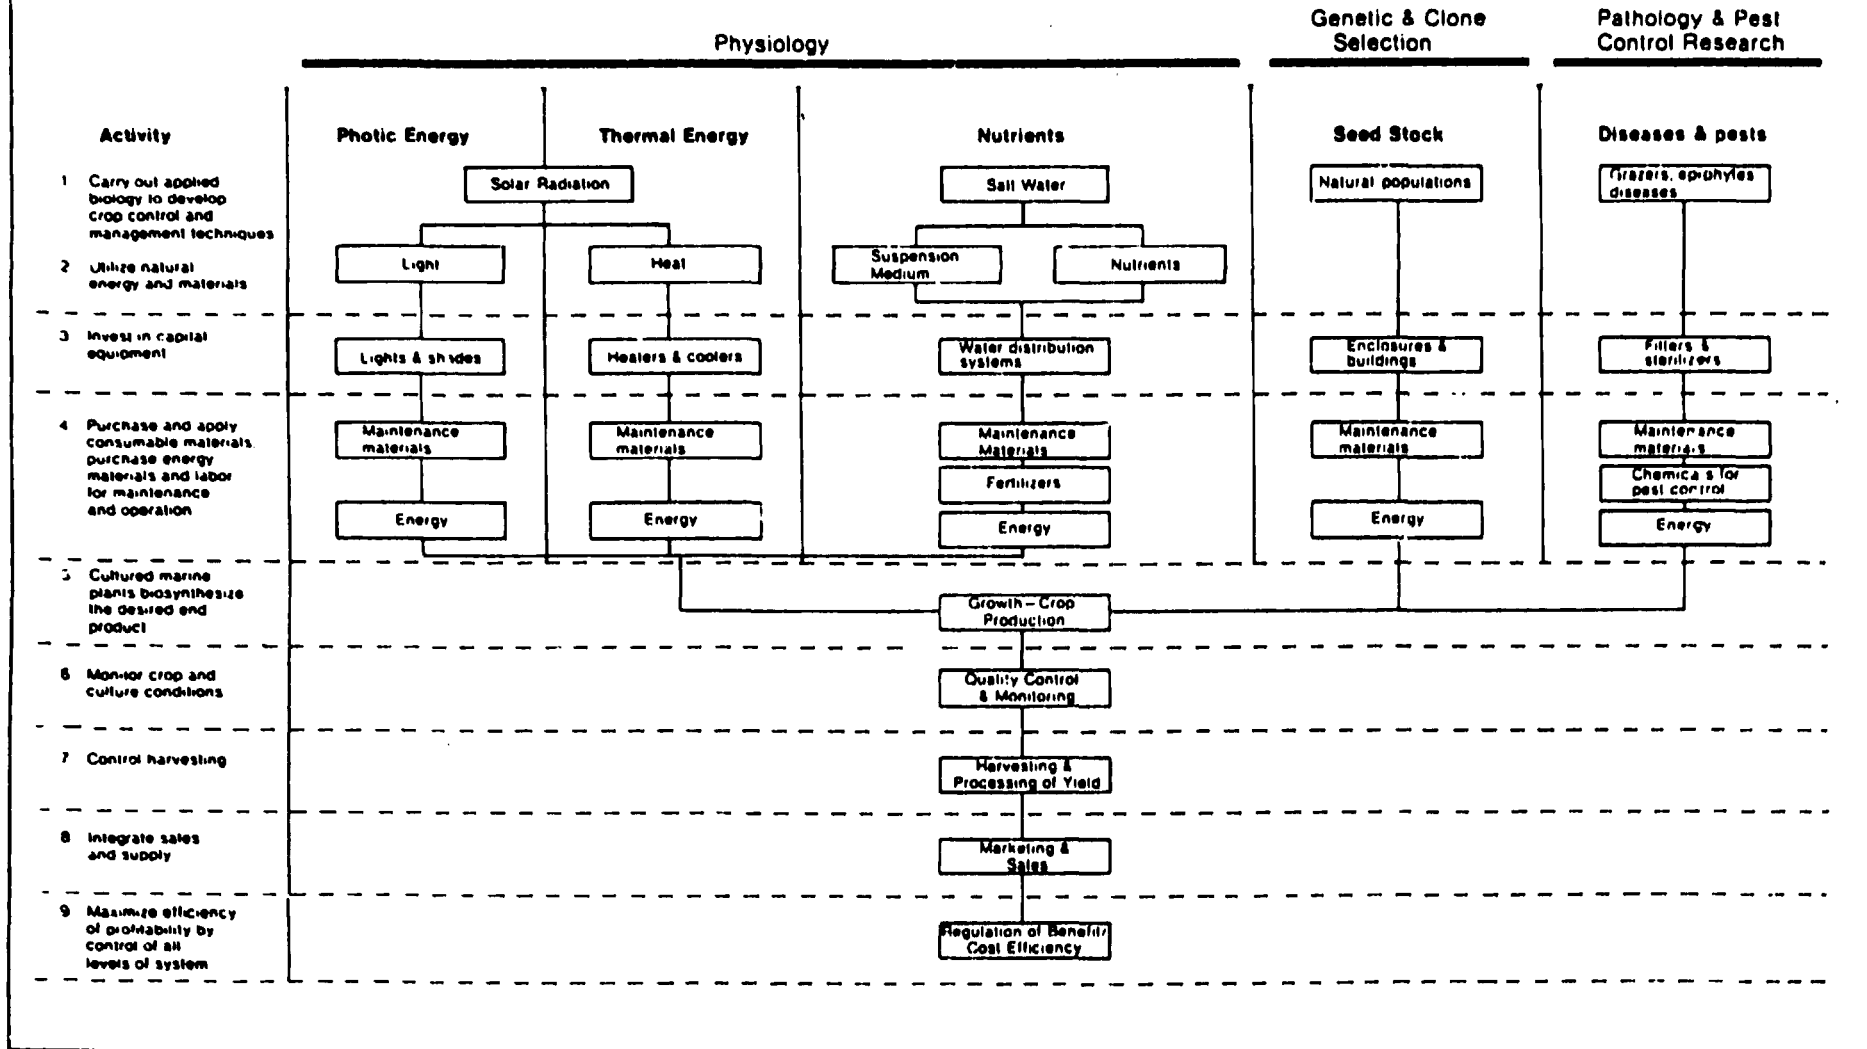 Physiology
Genetic & Clone
Selection
Pathology & Pest
Control Research
Activity
Photic Energy
Thermal Energy
Nutrients
Seed Stock
Diseases & pests
1 Carry out applied
biology to develop
crop control and
management techniques
Solar Radiation
Salt Water
Natural populations
Grazers, epiphytes
diseases
2 Utilize natural
energy and materials
Light
Heat
Suspension
Medium
Nutrients
3 Invest in capital
equipment
Lights & shades
Heaters & coolers
Water distribution
systems
Enclosures &
buildings
Filters &
sterilizers
4 Purchase and apply
consumable materials
purchase energy
materials and labor
for maintenance
and operation
Maintenance
materials
Maintenance
materials
Maintenance
Materials
Maintenance
materials
Maintenance
materials
Fertilizers
Chemicals for
pest control
Energy
Energy
Energy
Energy
Energy
5 Cultured marine
plants biosynthesize
the desired end
product
Growth – Crop
Production
6 Monitor crop and
culture conditions
Quality Control
& Monitoring
7 Control harvesting
Harvesting &
Processing of Yield
8 Integrate sales
and supply
Marketing &
Sales
9 Maximize efficiency
of profitability by
control of all
levels of system
Regulation of Benefit/
Cost Efficiency